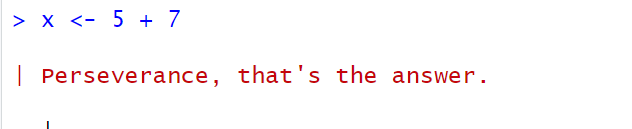 > x <- 5 + 7
| Perseverance, that's the answer.